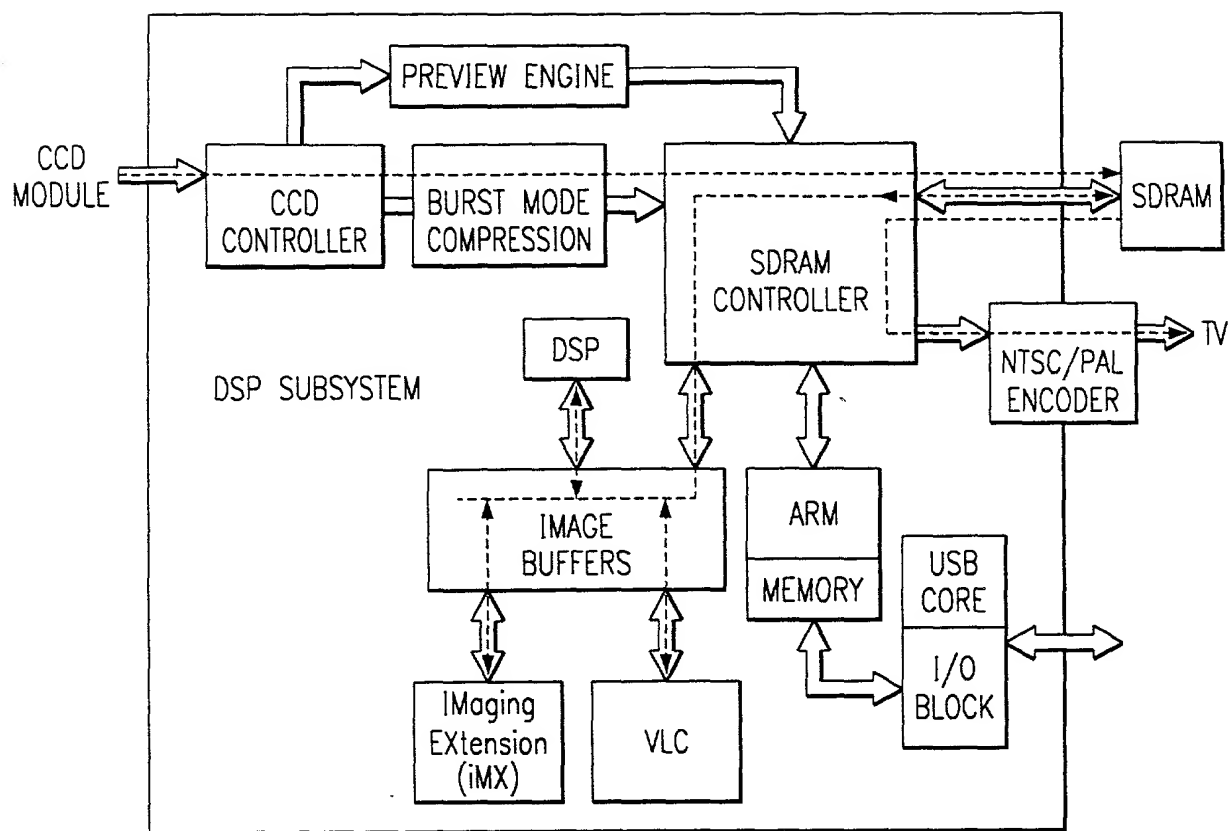 PREVIEW ENGINE
CCD
MODULE
CCD
CONTROLLER
BURST MODE
COMPRESSION
SDRAM
CONTROLLER
SDRAM
NTSC/PAL
ENCODER
TV
DSP
DSP SUBSYSTEM
IMAGE
BUFFERS
ARM
MEMORY
USB
CORE
I/O
BLOCK
IMaging
EXtension
(iMX)
VLC